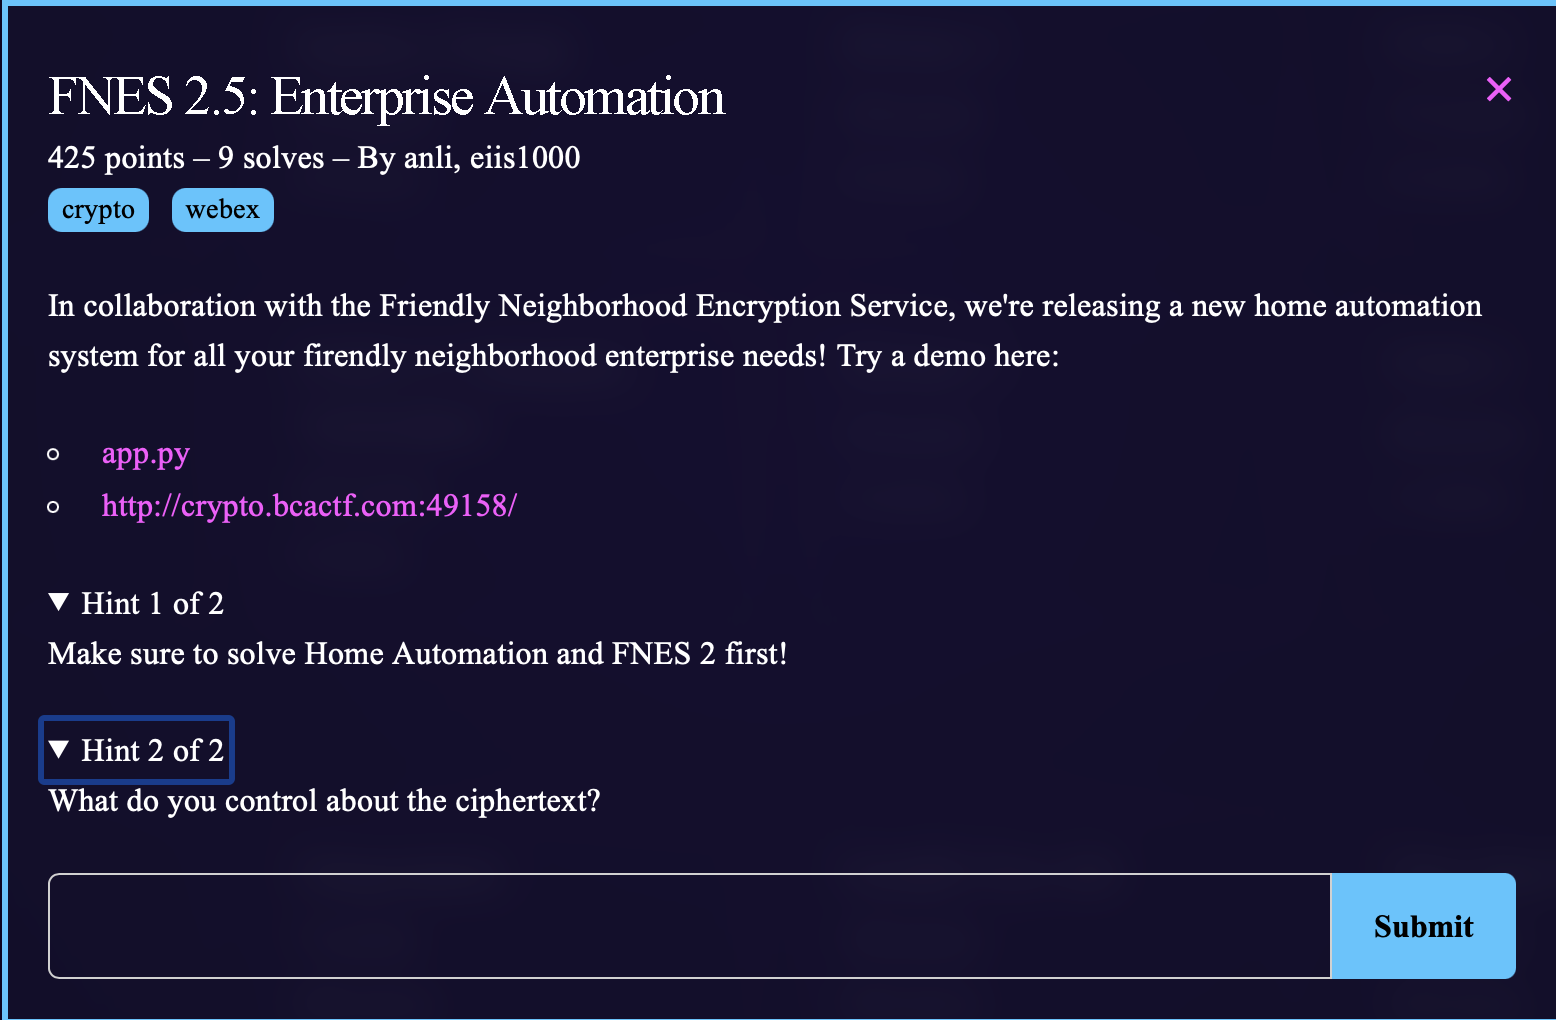 FNES 2.5: Enterprise Automation
425 points – 9 solves – By anli, eiis1000
crypto webex
In collaboration with the Friendly Neighborhood Encryption Service, we're releasing a new home automation
system for all your firendly neighborhood enterprise needs! Try a demo here:
app.py
http://crypto.bcactf.com:49158/
Hint 1 of 2
Make sure to solve Home Automation and FNES 2 first!
Hint 2 of 2
What do you control about the ciphertext?
Submit